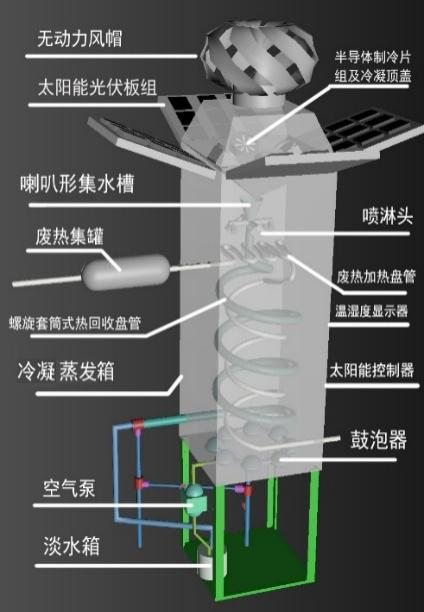 无动力风帽
半导体制冷片
组及冷凝顶盖
太阳能光伏板组
喇叭形集水槽
喷淋头
废热集罐
废热加热盘管
温湿度显示器
螺旋套筒式热回收盘管
冷凝 蒸发箱
太阳能控制器
鼓泡器
空气泵
淡水箱